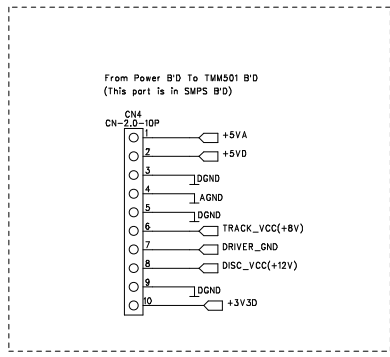 From Power B'D To TMM501 B'D
(This part is in SMPS B'D)
CN4
CN-2.0-10P
1 +5VA
2 +5VD
3 DGND
4 AGND
5 DGND
6 TRACK_VCC(+8V)
7 DRIVER_GND
8 DISC_VCC(+12V)
9 DGND
10 +3V3D